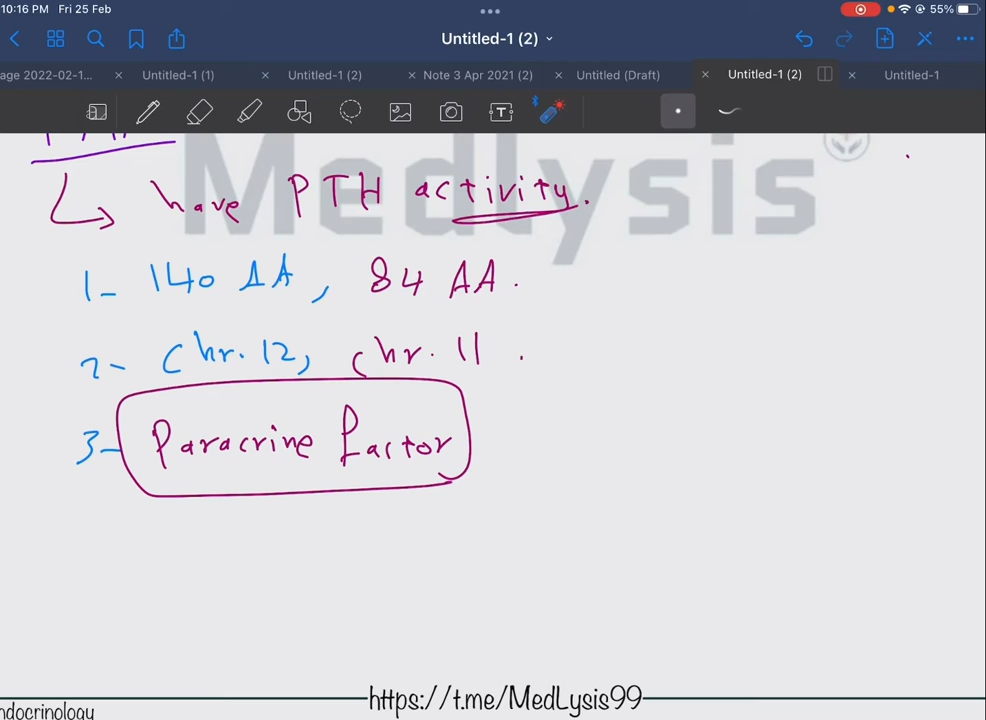 10:16 PM Fri 25 Feb 55%
Untitled-1 (2)
age 2022-02-1... Untitled-1 (1) Untitled-1 (2) Note 3 Apr 2021 (2) Untitled (Draft) Untitled-1 (2) Untitled-1
Medlysis
have PTH activity.
1- 140 AA, 84 AA.
2- Chr. 12, Chr. 11.
3- Paracrine factor
https://t.me/MedLysis99
ndocrinology